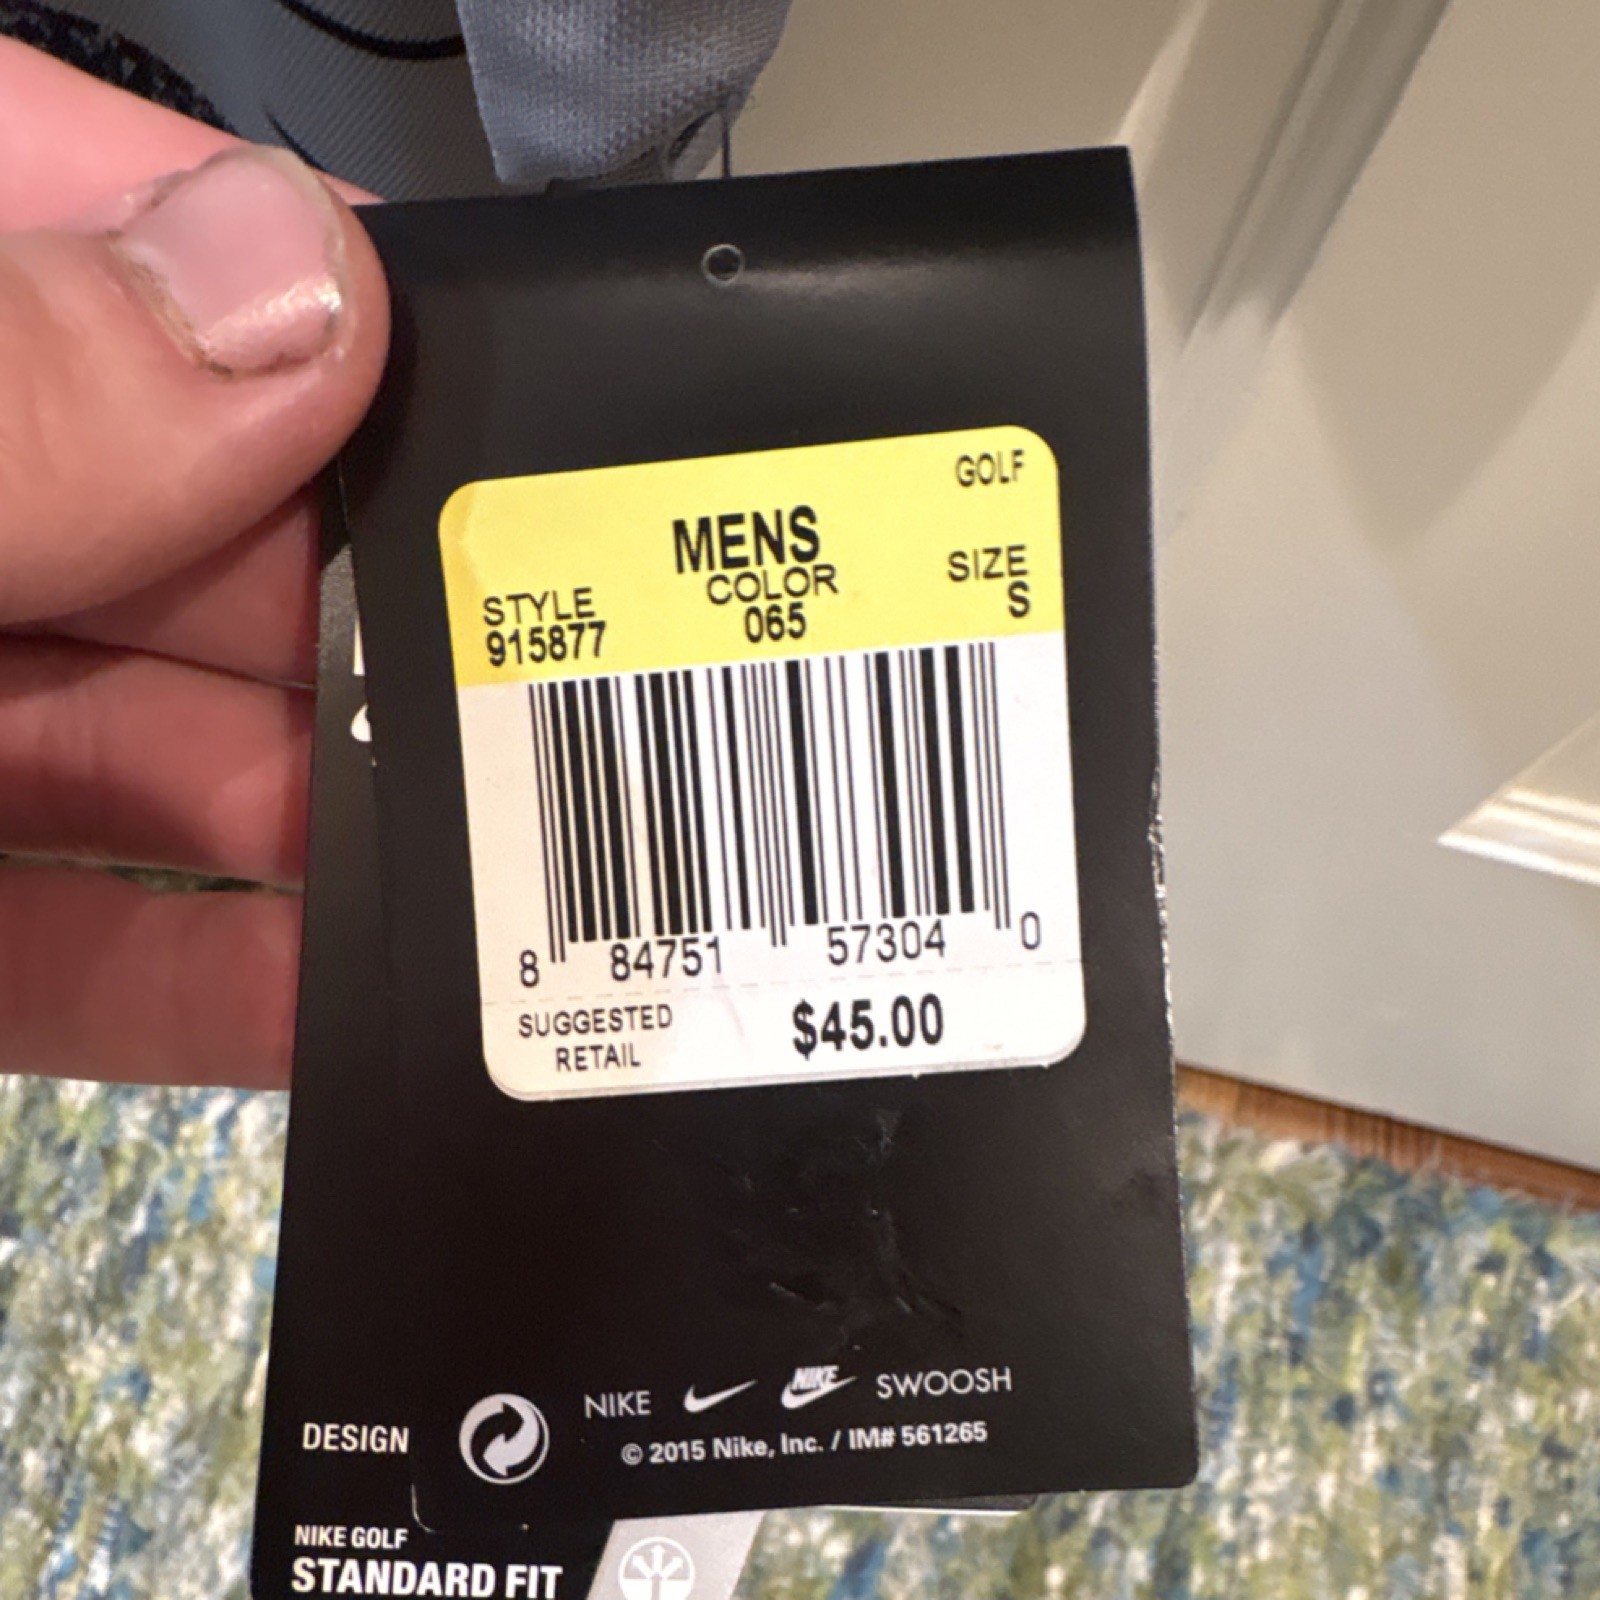 GOLF
MENS
STYLE COLOR SIZE
915877 065 S
8 84751 57304 0
SUGGESTED RETAIL $45.00
NIKE NIKE SWOOSH
© 2015 Nike, Inc. / IM# 561265
DESIGN
NIKE GOLF
STANDARD FIT